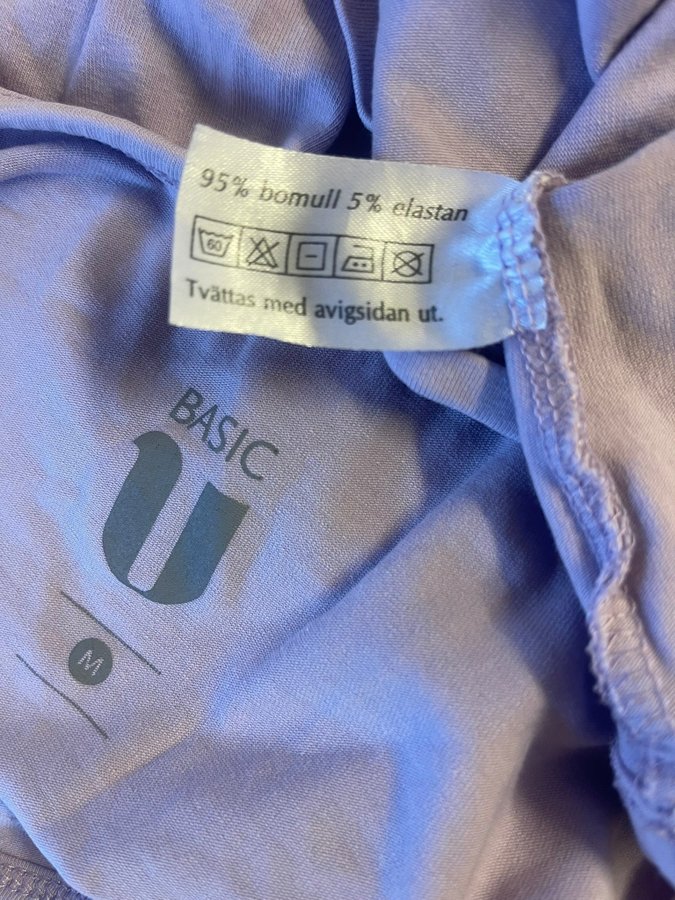 95% bomull 5% elastan
60
Tvättas med avigsidan ut.
BASIC
U
M